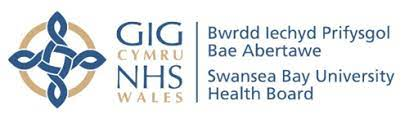 GIG
CYMRU
NHS
WALES
Bwrdd Iechyd Prifysgol
Bae Abertawe
Swansea Bay University
Health Board